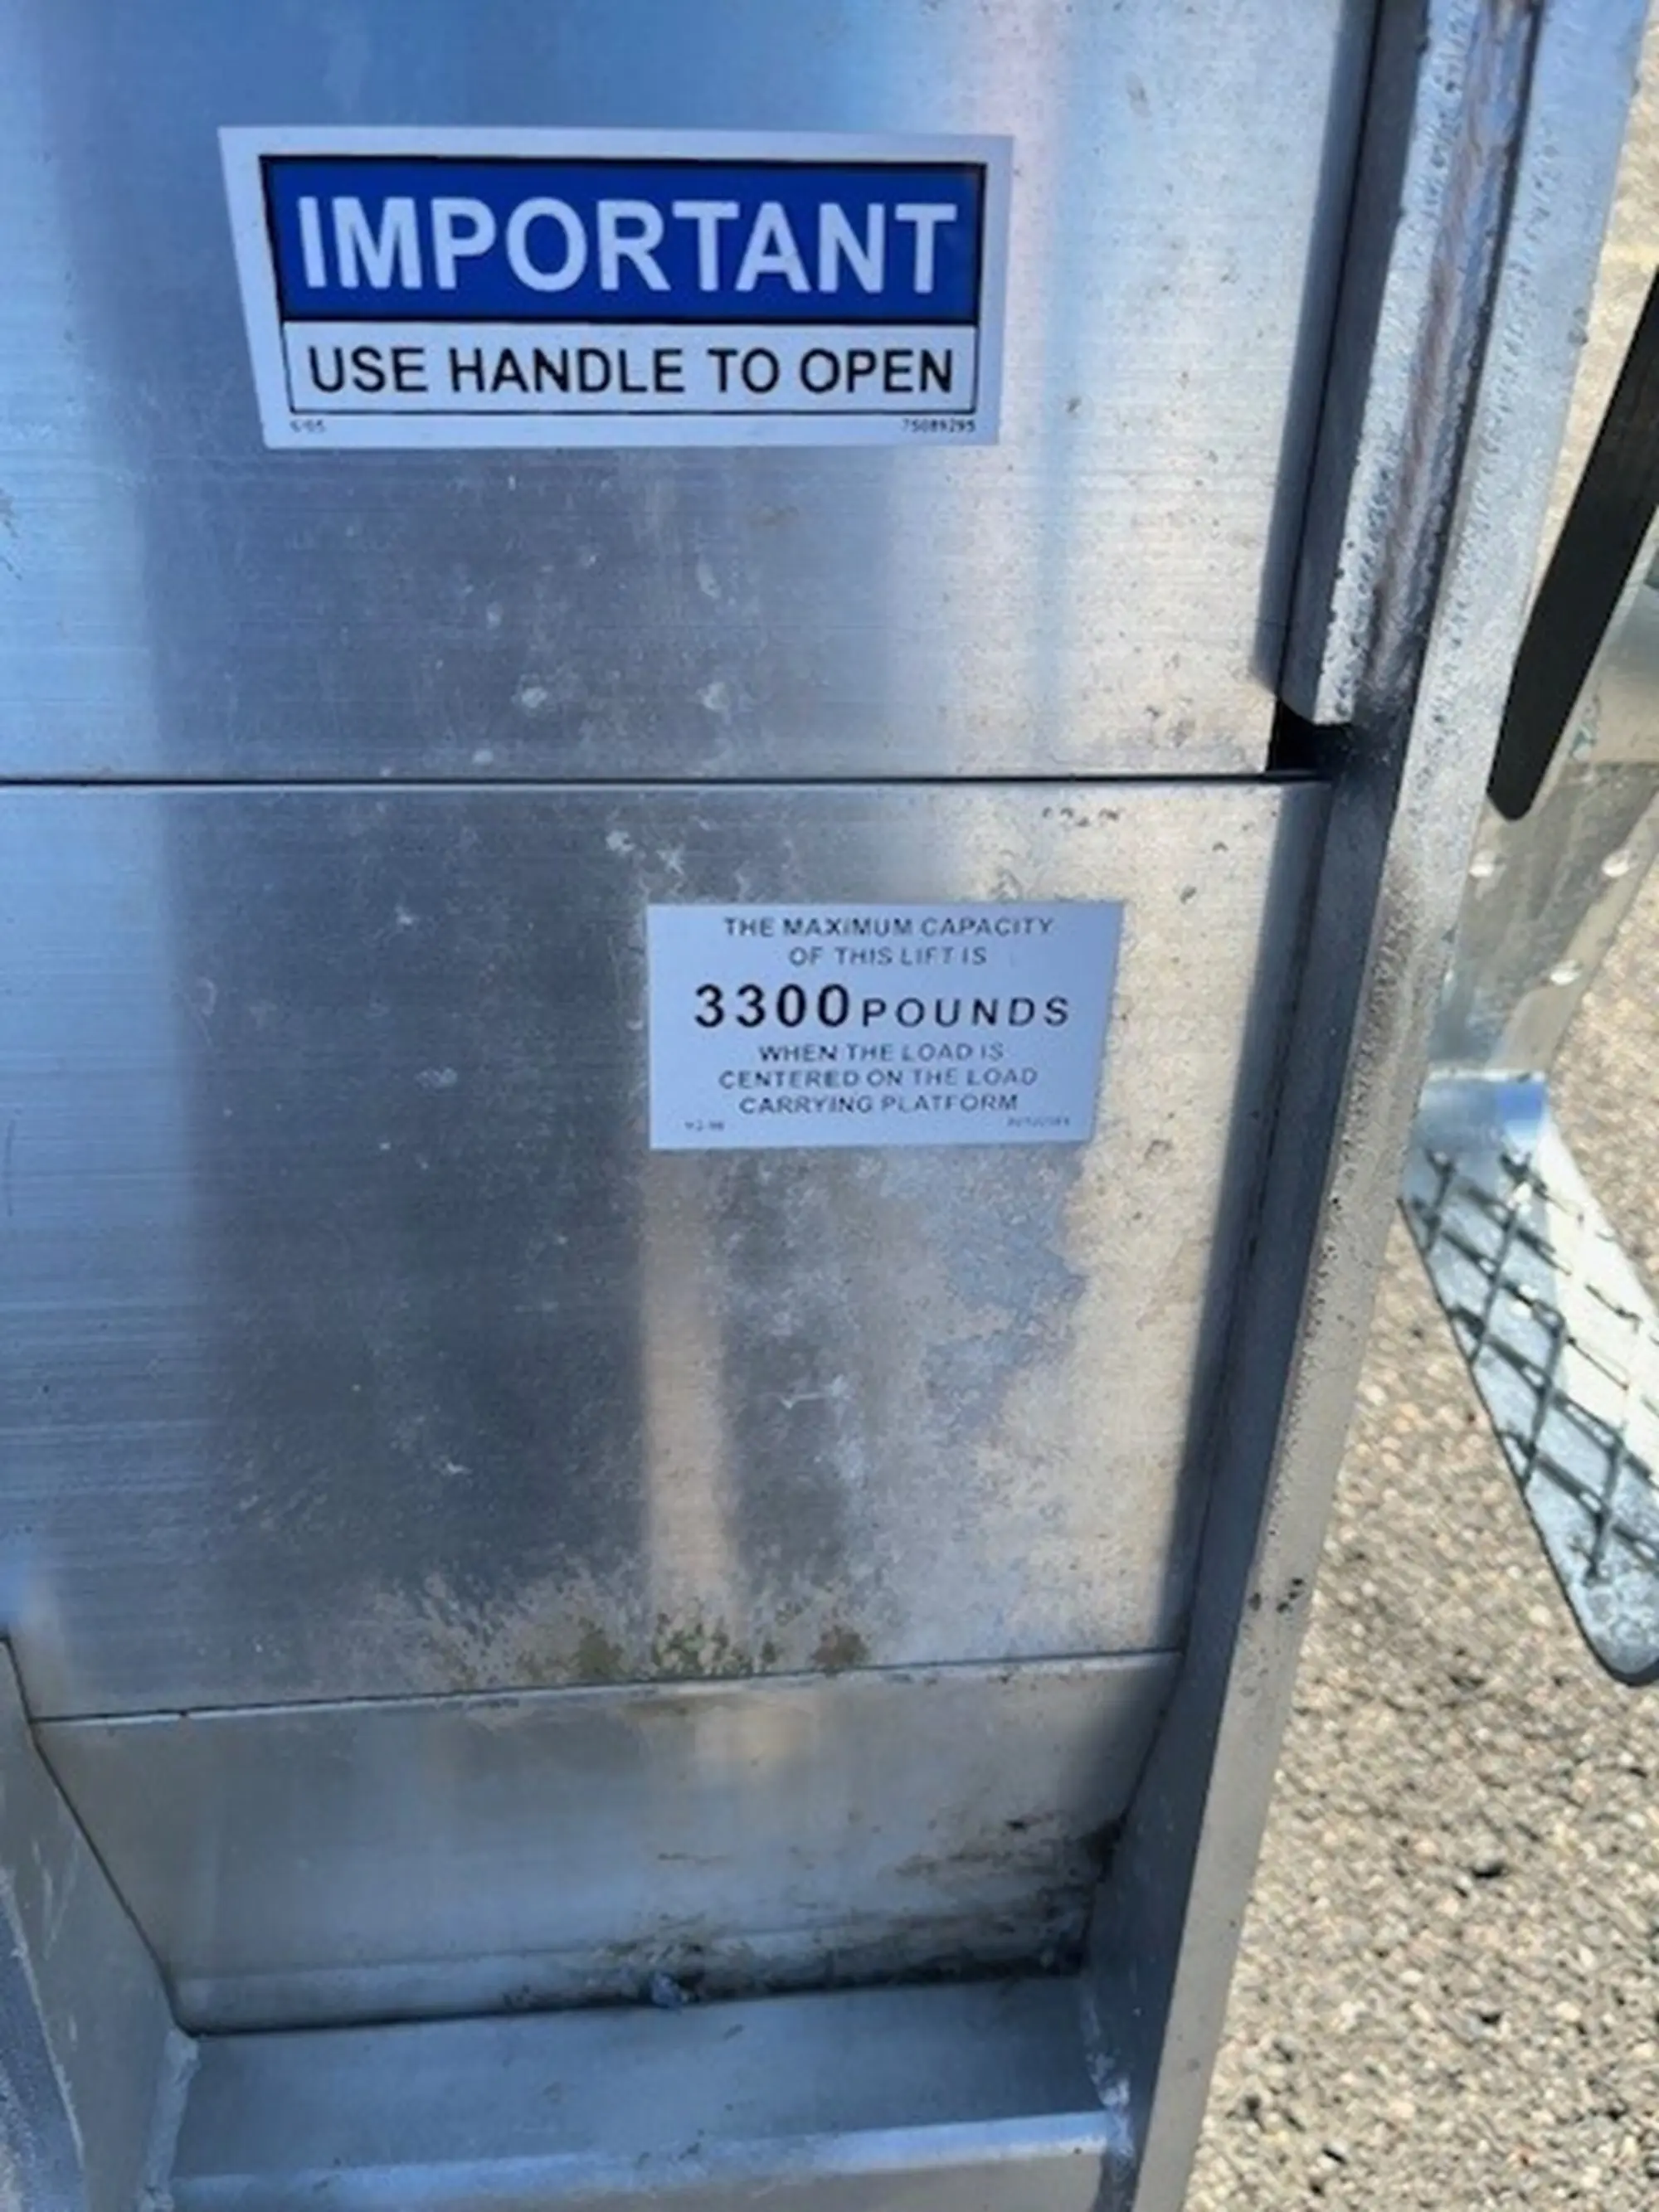 IMPORTANT
USE HANDLE TO OPEN
75089295
THE MAXIMUM CAPACITY
OF THIS LIFT IS
3300 POUNDS
WHEN THE LOAD IS
CENTERED ON THE LOAD
CARRYING PLATFORM